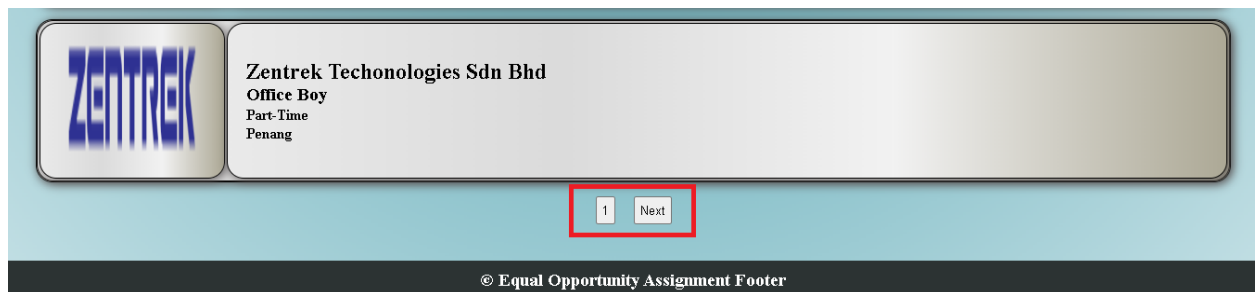 ZENTREK
Zentrek Techonologies Sdn Bhd
Office Boy
Part-Time
Penang
1 Next
© Equal Opportunity Assignment Footer